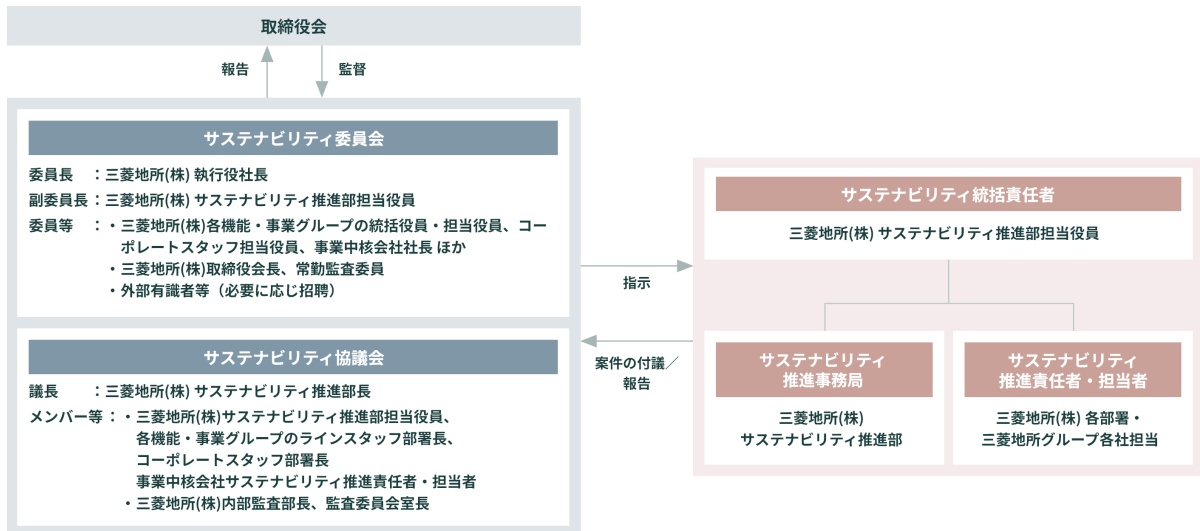 取締役会
報告
監督
サステナビリティ委員会
委員長　：三菱地所(株) 執行役社長
副委員長：三菱地所(株) サステナビリティ推進部担当役員
委員等　：・三菱地所(株)各機能・事業グループの統括役員・担当役員、コー
ポレートスタッフ担当役員、事業中核会社社長 ほか
・三菱地所(株)取締役会長、常勤監査委員
・外部有識者等（必要に応じ招聘）
サステナビリティ協議会
議長　　：三菱地所(株) サステナビリティ推進部長
メンバー等：・三菱地所(株)サステナビリティ推進部担当役員、
各機能・事業グループのラインスタッフ部署長、
コーポレートスタッフ部署長
事業中核会社サステナビリティ推進責任者・担当者
・三菱地所(株)内部監査部長、監査委員会室長
指示
案件の付議／
報告
サステナビリティ統括責任者
三菱地所(株) サステナビリティ推進部担当役員
サステナビリティ
推進事務局
三菱地所(株)
サステナビリティ推進部
サステナビリティ
推進責任者・担当者
三菱地所(株) 各部署・
三菱地所グループ各社担当